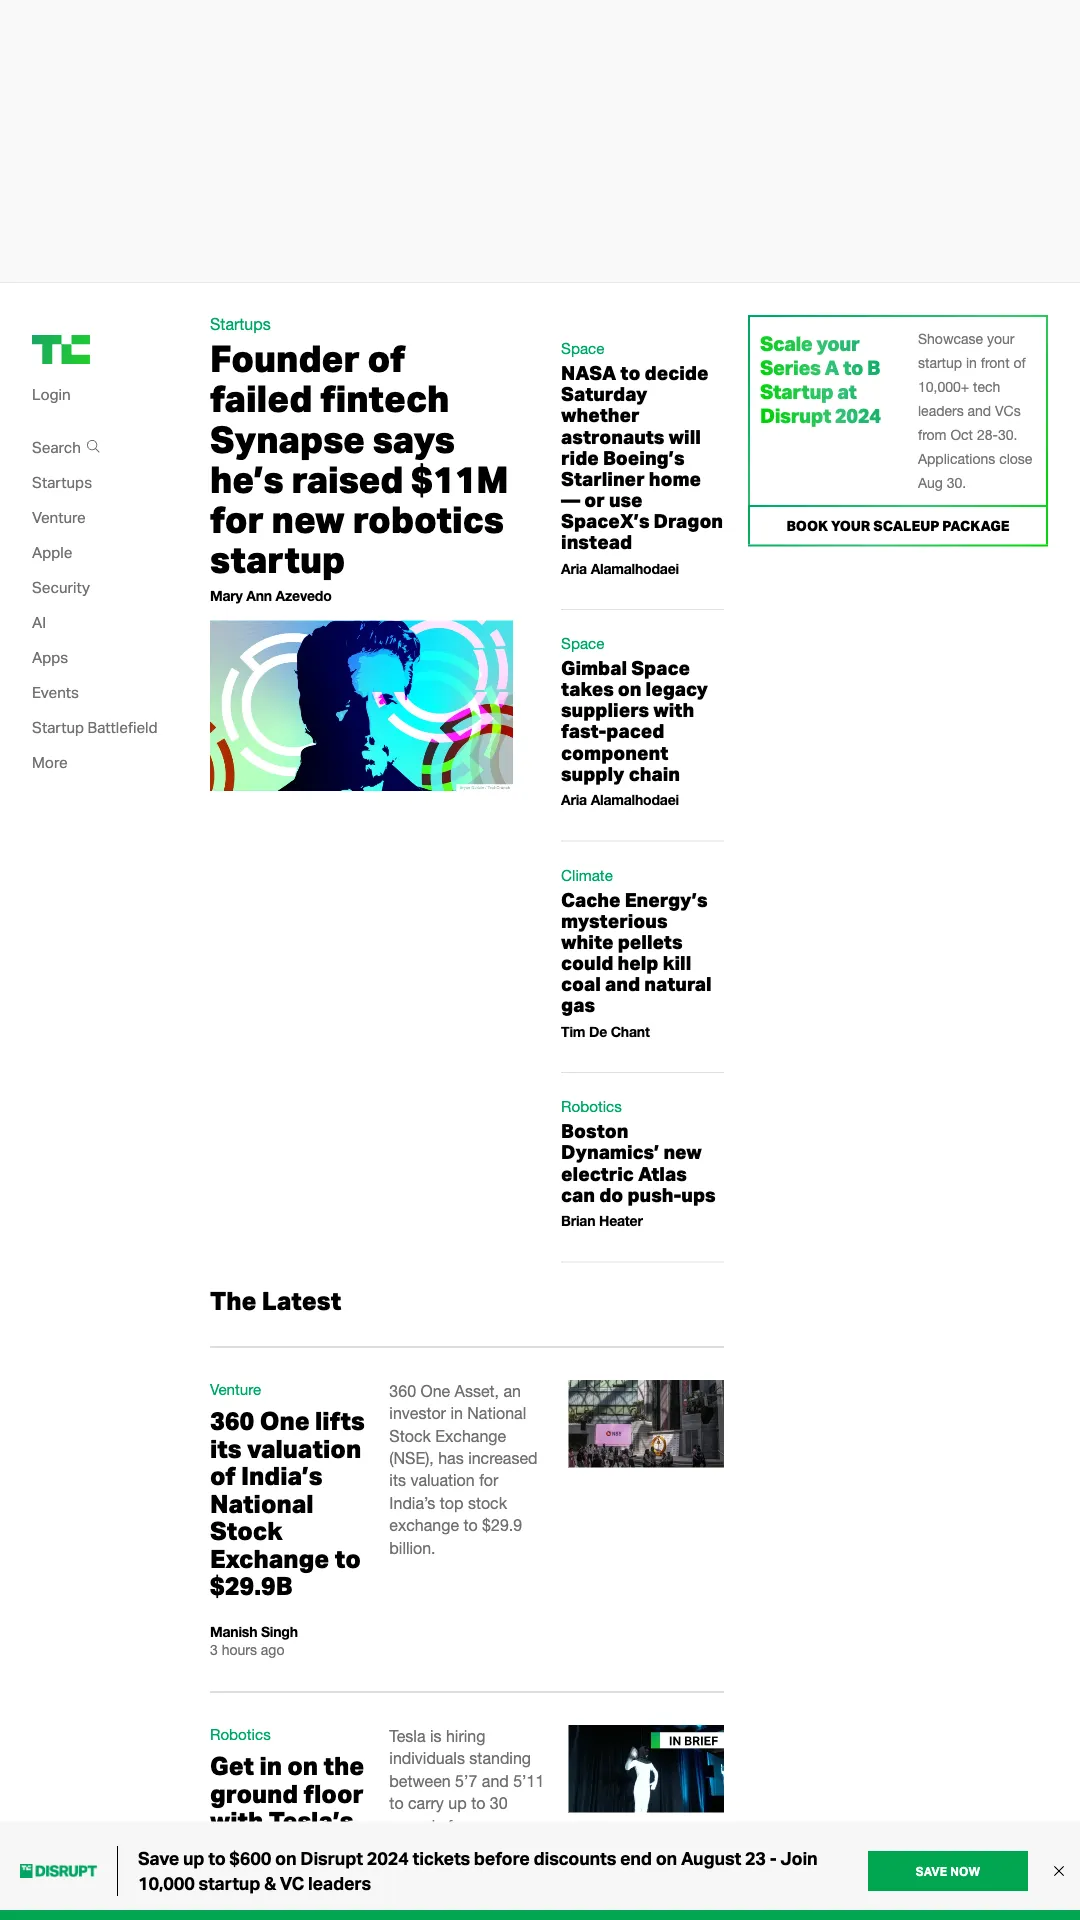 TC
Login
Search
Startups
Venture
Apple
Security
AI
Apps
Events
Startup Battlefield
More
Startups
Founder of
failed fintech
Synapse says
he’s raised $11M
for new robotics
startup
Mary Ann Azevedo
Space
NASA to decide
Saturday
whether
astronauts will
ride Boeing’s
Starliner home
— or use
SpaceX’s Dragon
instead
Aria Alamalhodaei
Space
Gimbal Space
takes on legacy
suppliers with
fast-paced
component
supply chain
Aria Alamalhodaei
Climate
Cache Energy’s
mysterious
white pellets
could help kill
coal and natural
gas
Tim De Chant
Robotics
Boston
Dynamics’ new
electric Atlas
can do push-ups
Brian Heater
Scale your
Series A to B
Startup at
Disrupt 2024
Showcase your
startup in front of
10,000+ tech
leaders and VCs
from Oct 28-30.
Applications close
Aug 30.
BOOK YOUR SCALEUP PACKAGE
The Latest
Venture
360 One lifts
its valuation
of India’s
National
Stock
Exchange to
$29.9B
Manish Singh
3 hours ago
360 One Asset, an
investor in National
Stock Exchange
(NSE), has increased
its valuation for
India’s top stock
exchange to $29.9
billion.
NSE
Robotics
Get in on the
ground floor
with Tesla’s
Tesla is hiring
individuals standing
between 5’7 and 5’11
to carry up to 30
IN BRIEF
TC DISRUPT
Save up to $600 on Disrupt 2024 tickets before discounts end on August 23 - Join
10,000 startup & VC leaders
SAVE NOW